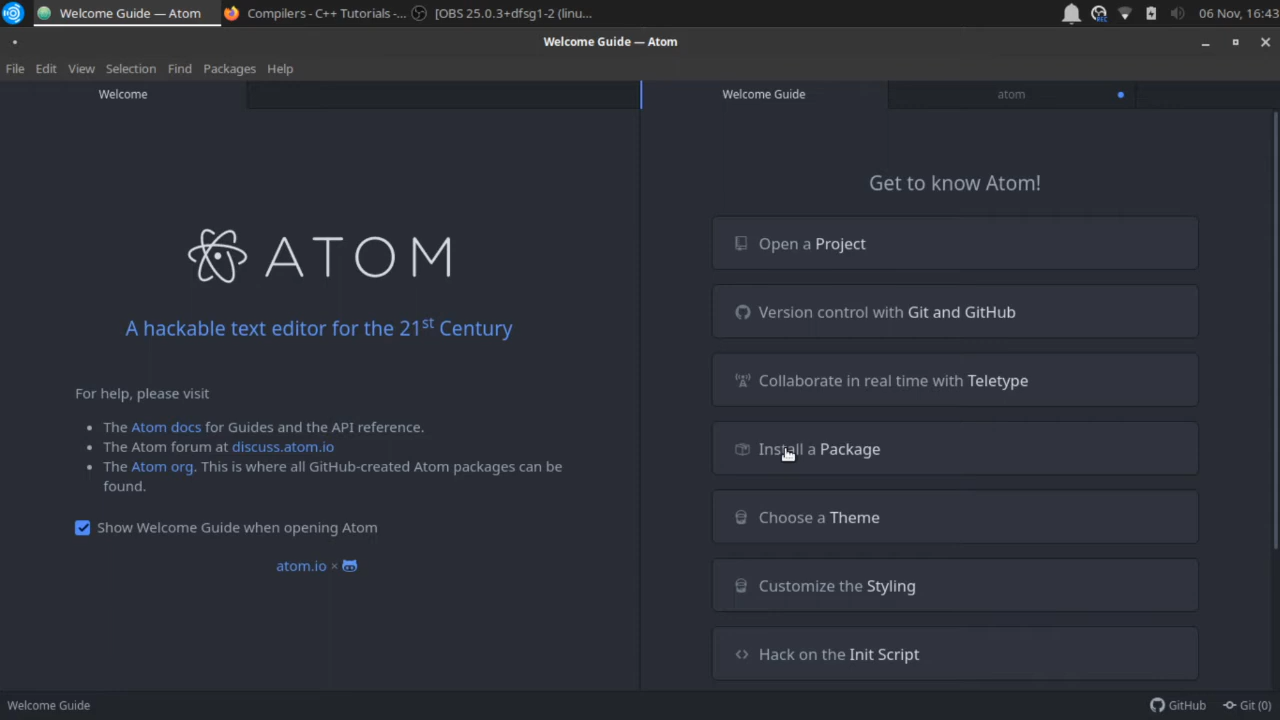 Welcome Guide — Atom
Compilers - C++ Tutorials -...
[OBS 25.0.3+dfsg1-2 (linu...
REC
06 Nov, 16:43
Welcome Guide — Atom
File Edit View Selection Find Packages Help
Welcome
Welcome Guide
atom
ATOM
A hackable text editor for the 21st Century
For help, please visit
• The Atom docs for Guides and the API reference.
• The Atom forum at discuss.atom.io
• The Atom org. This is where all GitHub-created Atom packages can be
found.
Show Welcome Guide when opening Atom
atom.io ×
Get to know Atom!
Open a Project
Version control with Git and GitHub
Collaborate in real time with Teletype
Install a Package
Choose a Theme
Customize the Styling
Hack on the Init Script
Welcome Guide
GitHub
Git (0)